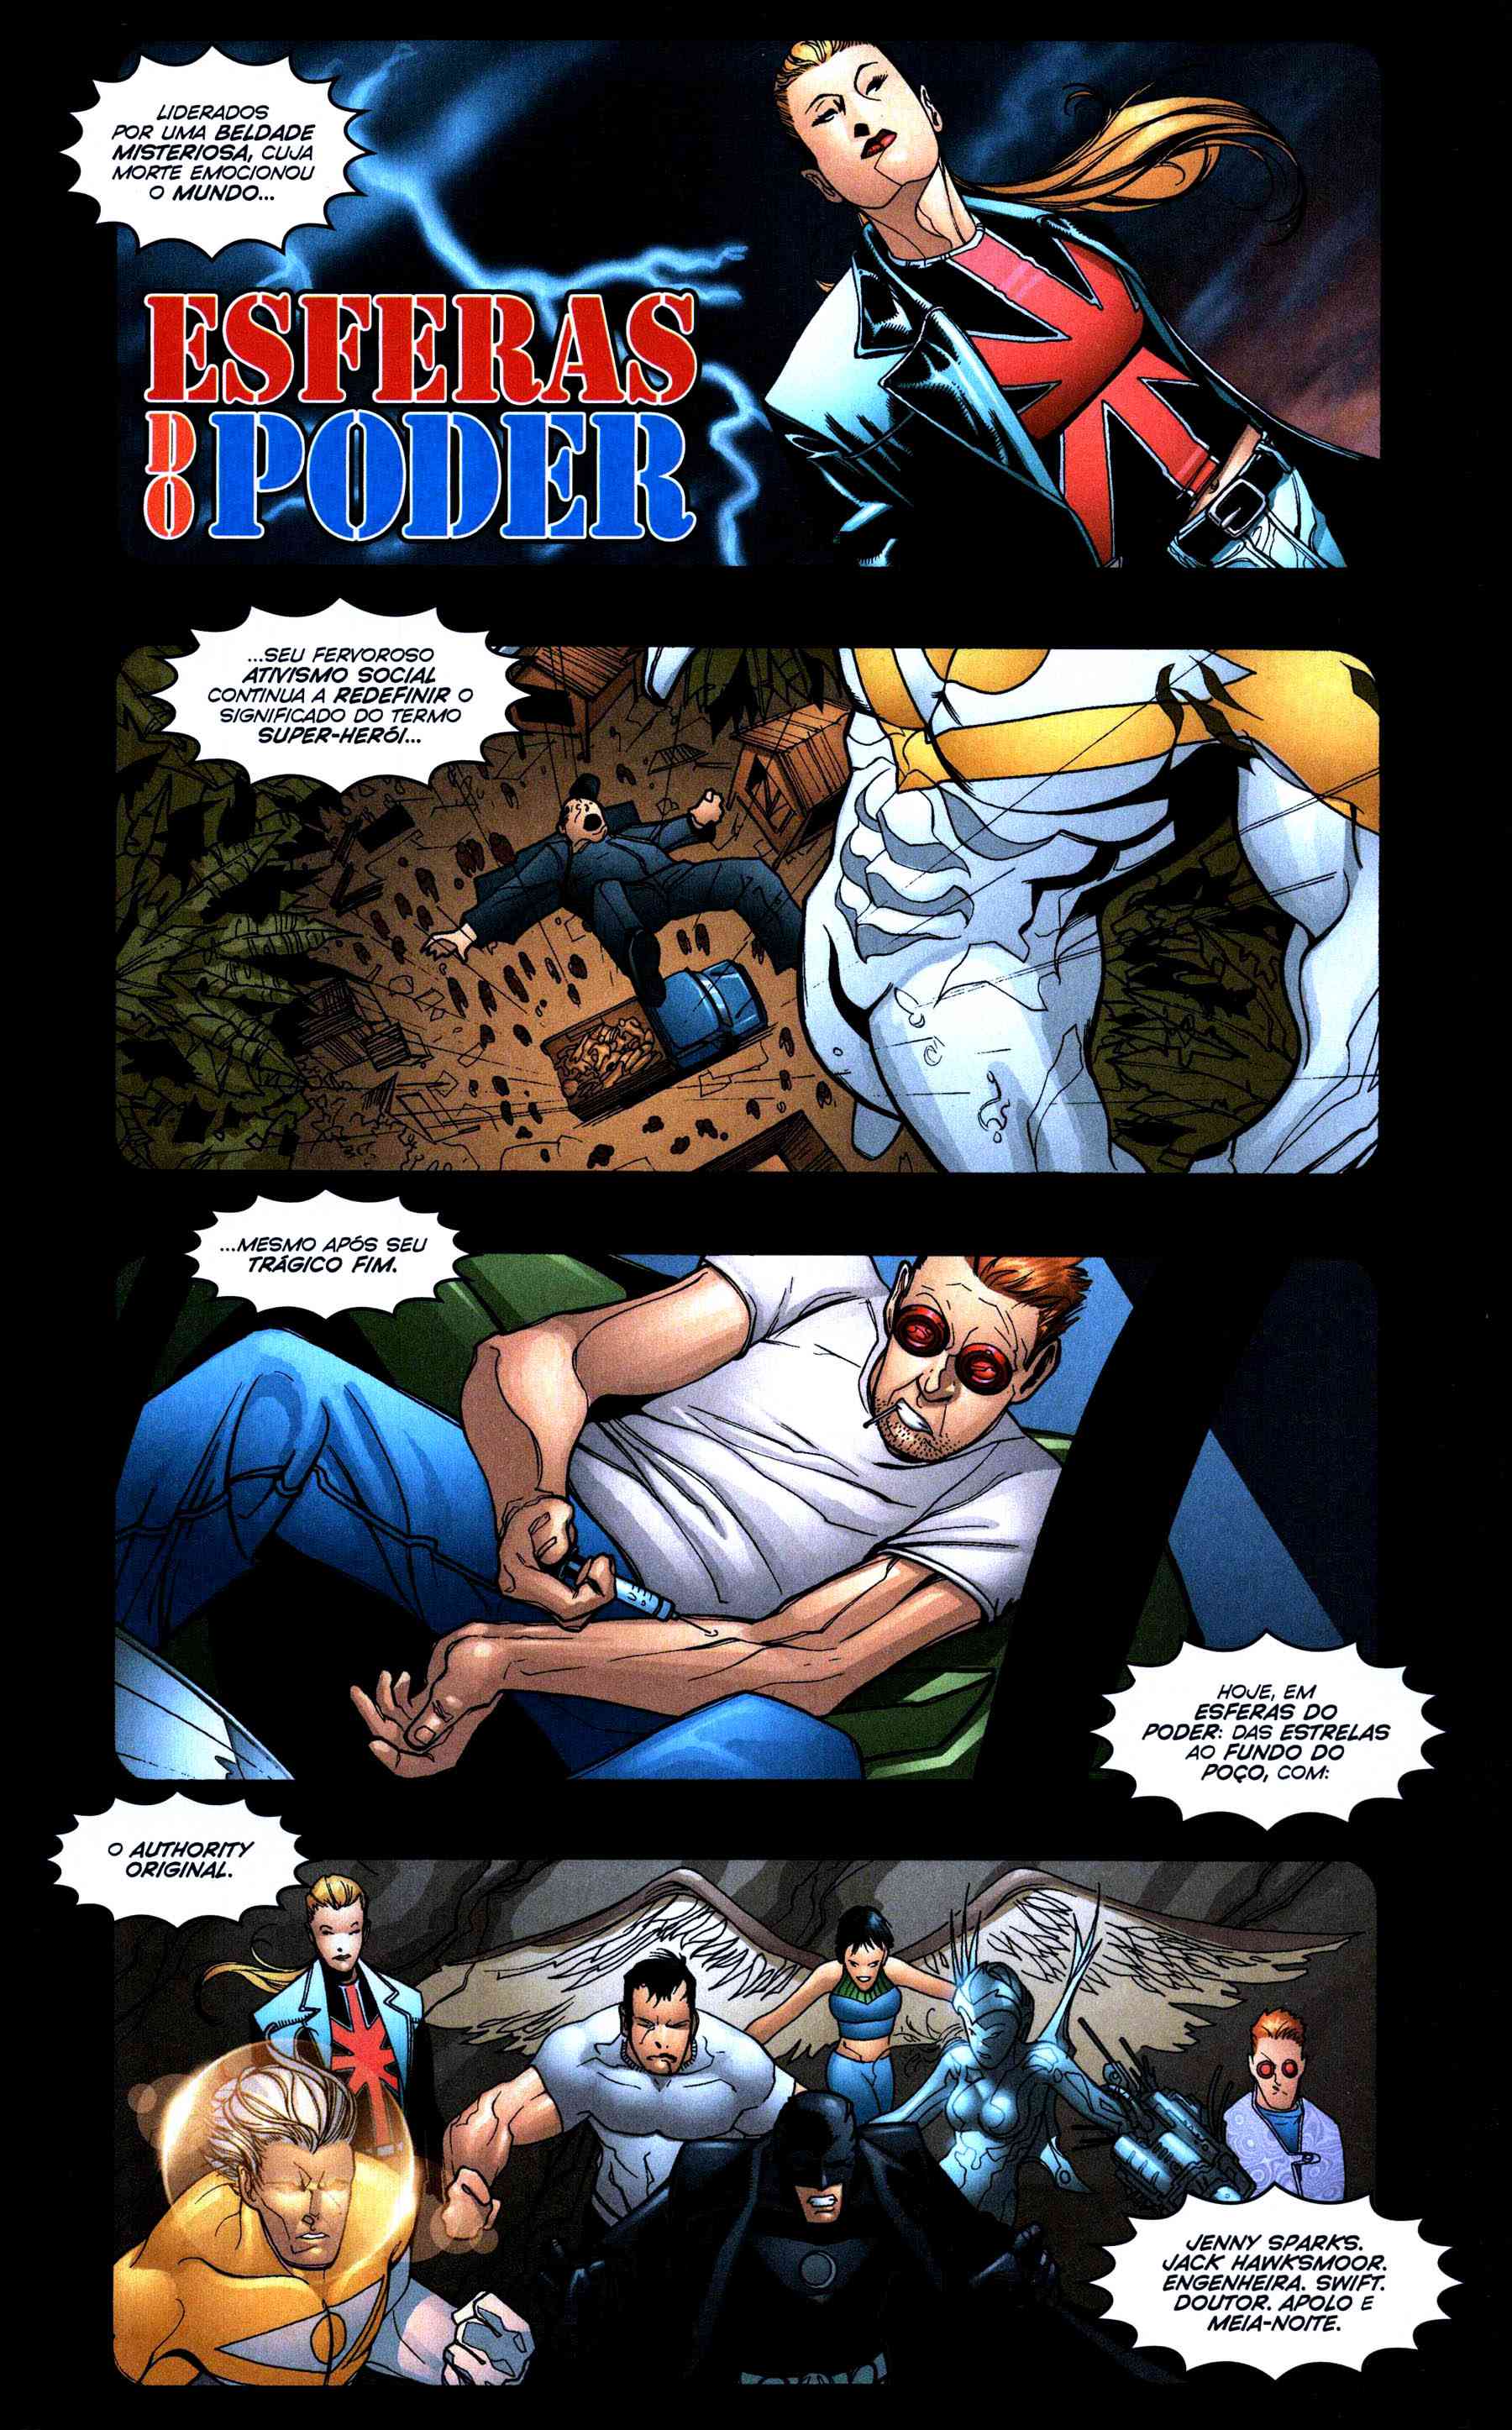 LIDERADOS
POR UMA BELDADE
MISTERIOSA, CUJA
MORTE EMOCIONOU
O MUNDO...
ESFERAS
DO PODER
...SEU FERVOROSO
ATIVISMO SOCIAL
CONTINUA A REDEFINIR O
SIGNIFICADO DO TERMO
SUPER-HERÓI...
...MESMO APÓS SEU
TRÁGICO FIM.
HOJE, EM
ESFERAS DO
PODER: DAS ESTRELAS
AO FUNDO DO
POÇO, COM:
O AUTHORITY
ORIGINAL.
JENNY SPARKS.
JACK HAWKSMOOR.
ENGENHEIRA. SWIFT.
DOUTOR. APOLO E
MEIA-NOITE.